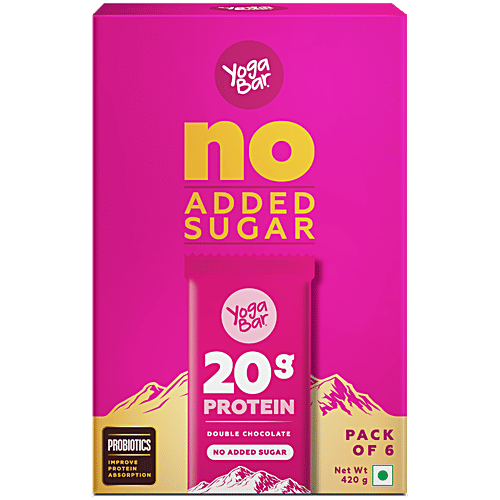 Yoga
Bar.
no
ADDED
SUGAR
Yoga
Bar.
20g
PROTEIN
DOUBLE CHOCOLATE
NO ADDED SUGAR
PROBIOTICS
IMPROVE
PROTEIN
ABSORPTION
PACK
OF 6
Net Wt
420 g